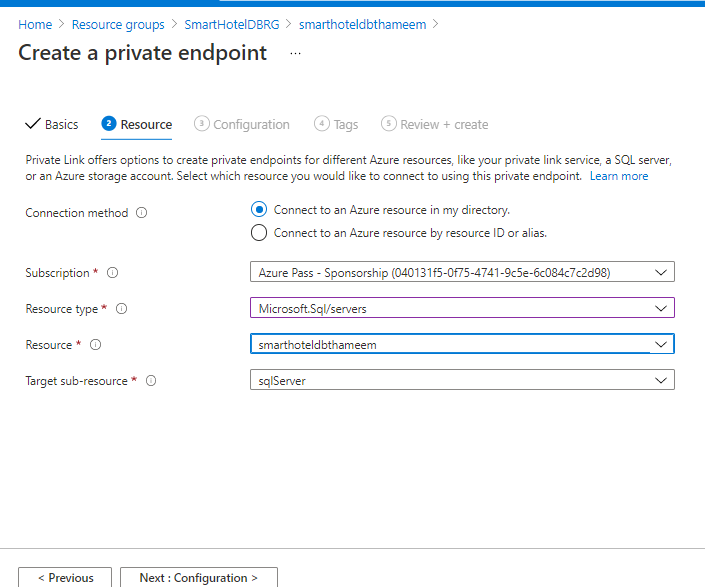 Home > Resource groups > SmartHotelDBRG > smarthoteldbthameem >
Create a private endpoint ...
Basics 2 Resource 3 Configuration 4 Tags 5 Review + create
Private Link offers options to create private endpoints for different Azure resources, like your private link service, a SQL server,
or an Azure storage account. Select which resource you would like to connect to using this private endpoint. Learn more
Connection method
Connect to an Azure resource in my directory.
Connect to an Azure resource by resource ID or alias.
Subscription * Azure Pass - Sponsorship (040131f5-0f75-4741-9c5e-6c084c7c2d98)
Resource type * Microsoft.Sql/servers
Resource * smarthoteldbthameem
Target sub-resource * sqlServer
< Previous Next : Configuration >